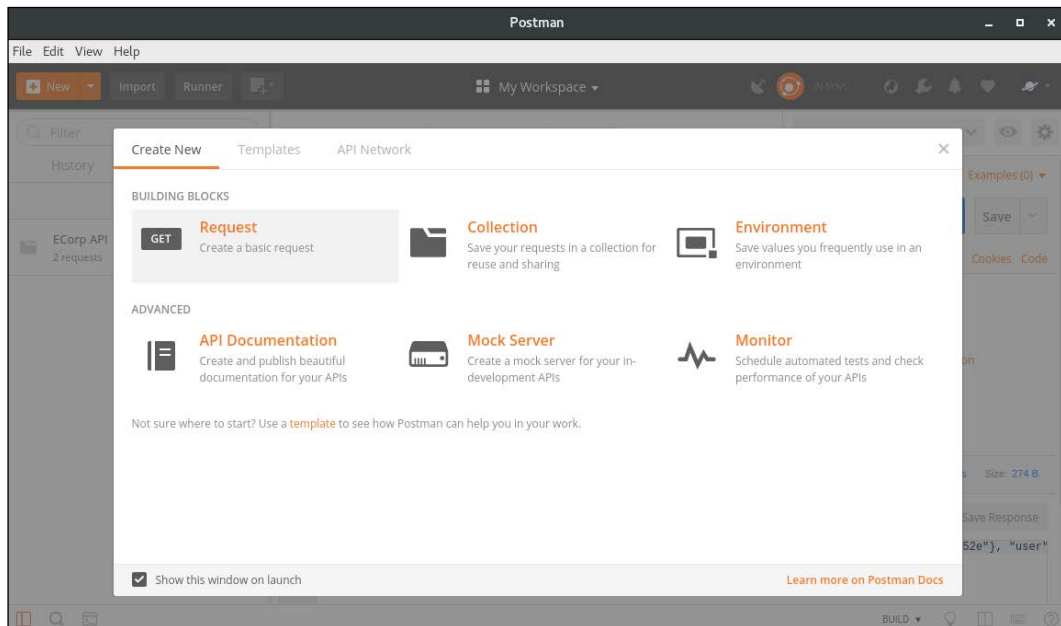 Postman
File Edit View Help
New Import Runner My Workspace IN SYNC
Filter
History
ECorp API
2 requests
Create New Templates API Network
BUILDING BLOCKS
GET
Request
Create a basic request
Collection
Save your requests in a collection for
reuse and sharing
Environment
Save values you frequently use in an
environment
ADVANCED
API Documentation
Create and publish beautiful
documentation for your APIs
Mock Server
Create a mock server for your in-
development APIs
Monitor
Schedule automated tests and check
performance of your APIs
Not sure where to start? Use a template to see how Postman can help you in your work.
Show this window on launch
Learn more on Postman Docs
Examples (0)
Save
Cookies Code
Size: 274 B
Save Response
52e"}, "user"
BUILD